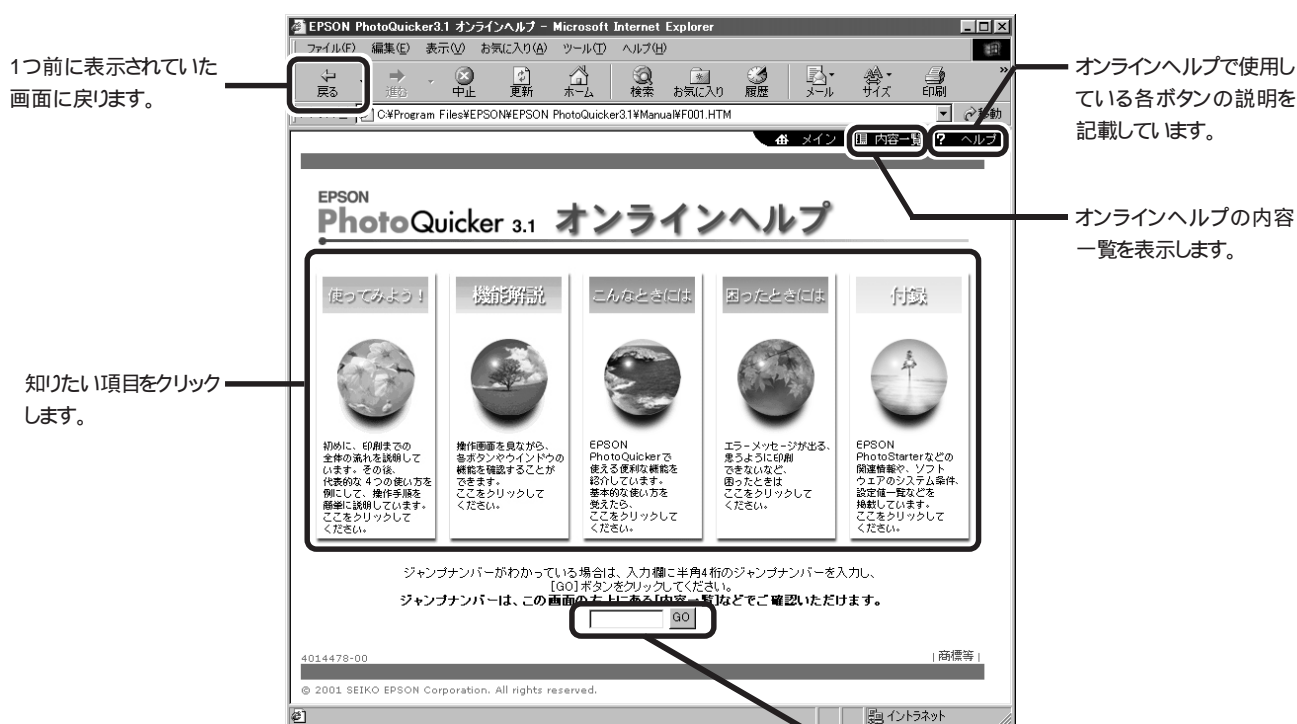 EPSON PhotoQuicker3.1 オンラインヘルプ - Microsoft Internet Explorer
ファイル(F) 編集(E) 表示(V) お気に入り(A) ツール(T) ヘルプ(H)
戻る 進む 中止 更新 ホーム 検索 お気に入り 履歴 メール サイズ 印刷 »
C:¥Program Files¥EPSON¥EPSON PhotoQuicker3.1¥Manual¥F001.HTM 移動
メイン 内容一覧 ? ヘルプ
1つ前に表示されていた
画面に戻ります。
オンラインヘルプで使用し
ている各ボタンの説明を
記載しています。
オンラインヘルプの内容
一覧を表示します。
EPSON
PhotoQuicker 3.1 オンラインヘルプ
知りたい項目をクリック
します。
使ってみよう!
初めに、印刷までの
全体の流れを説明して
います。その後、
代表的な4つの使い方を
例にして、操作手順を
簡単に説明しています。
ここをクリックして
ください。
機能解説
操作画面を見ながら、
各ボタンやウインドウの
機能を確認することが
できます。
ここをクリックして
ください。
こんなときには
EPSON
PhotoQuickerで
使える便利な機能を
紹介しています。
基本的な使い方を
覚えたら、
ここをクリックして
ください。
困ったときには
エラーメッセージが出る、
思うように印刷
できないなど、
困ったときは
ここをクリックして
ください。
付録
EPSON
PhotoStarterなどの
関連情報や、ソフト
ウエアのシステム条件、
設定値一覧などを
掲載しています。
ここをクリックして
ください。
ジャンプナンバーがわかっている場合は、入力欄に半角4桁のジャンプナンバーを入力し、
[GO]ボタンをクリックしてください。
ジャンプナンバーは、この画面の右上にある[内容一覧]などでご確認いただけます。
GO
4014478-00 | 商標等 |
© 2001 SEIKO EPSON Corporation. All rights reserved.
イントラネット